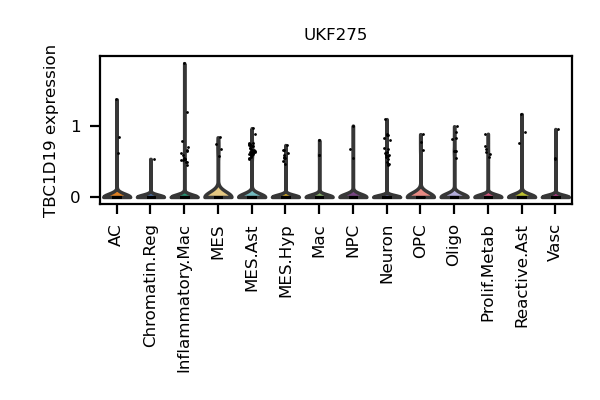 UKF275
TBC1D19 expression
1
0
AC
Chromatin.Reg
Inflammatory.Mac
MES
MES.Ast
MES.Hyp
Mac
NPC
Neuron
OPC
Oligo
Prolif.Metab
Reactive.Ast
Vasc